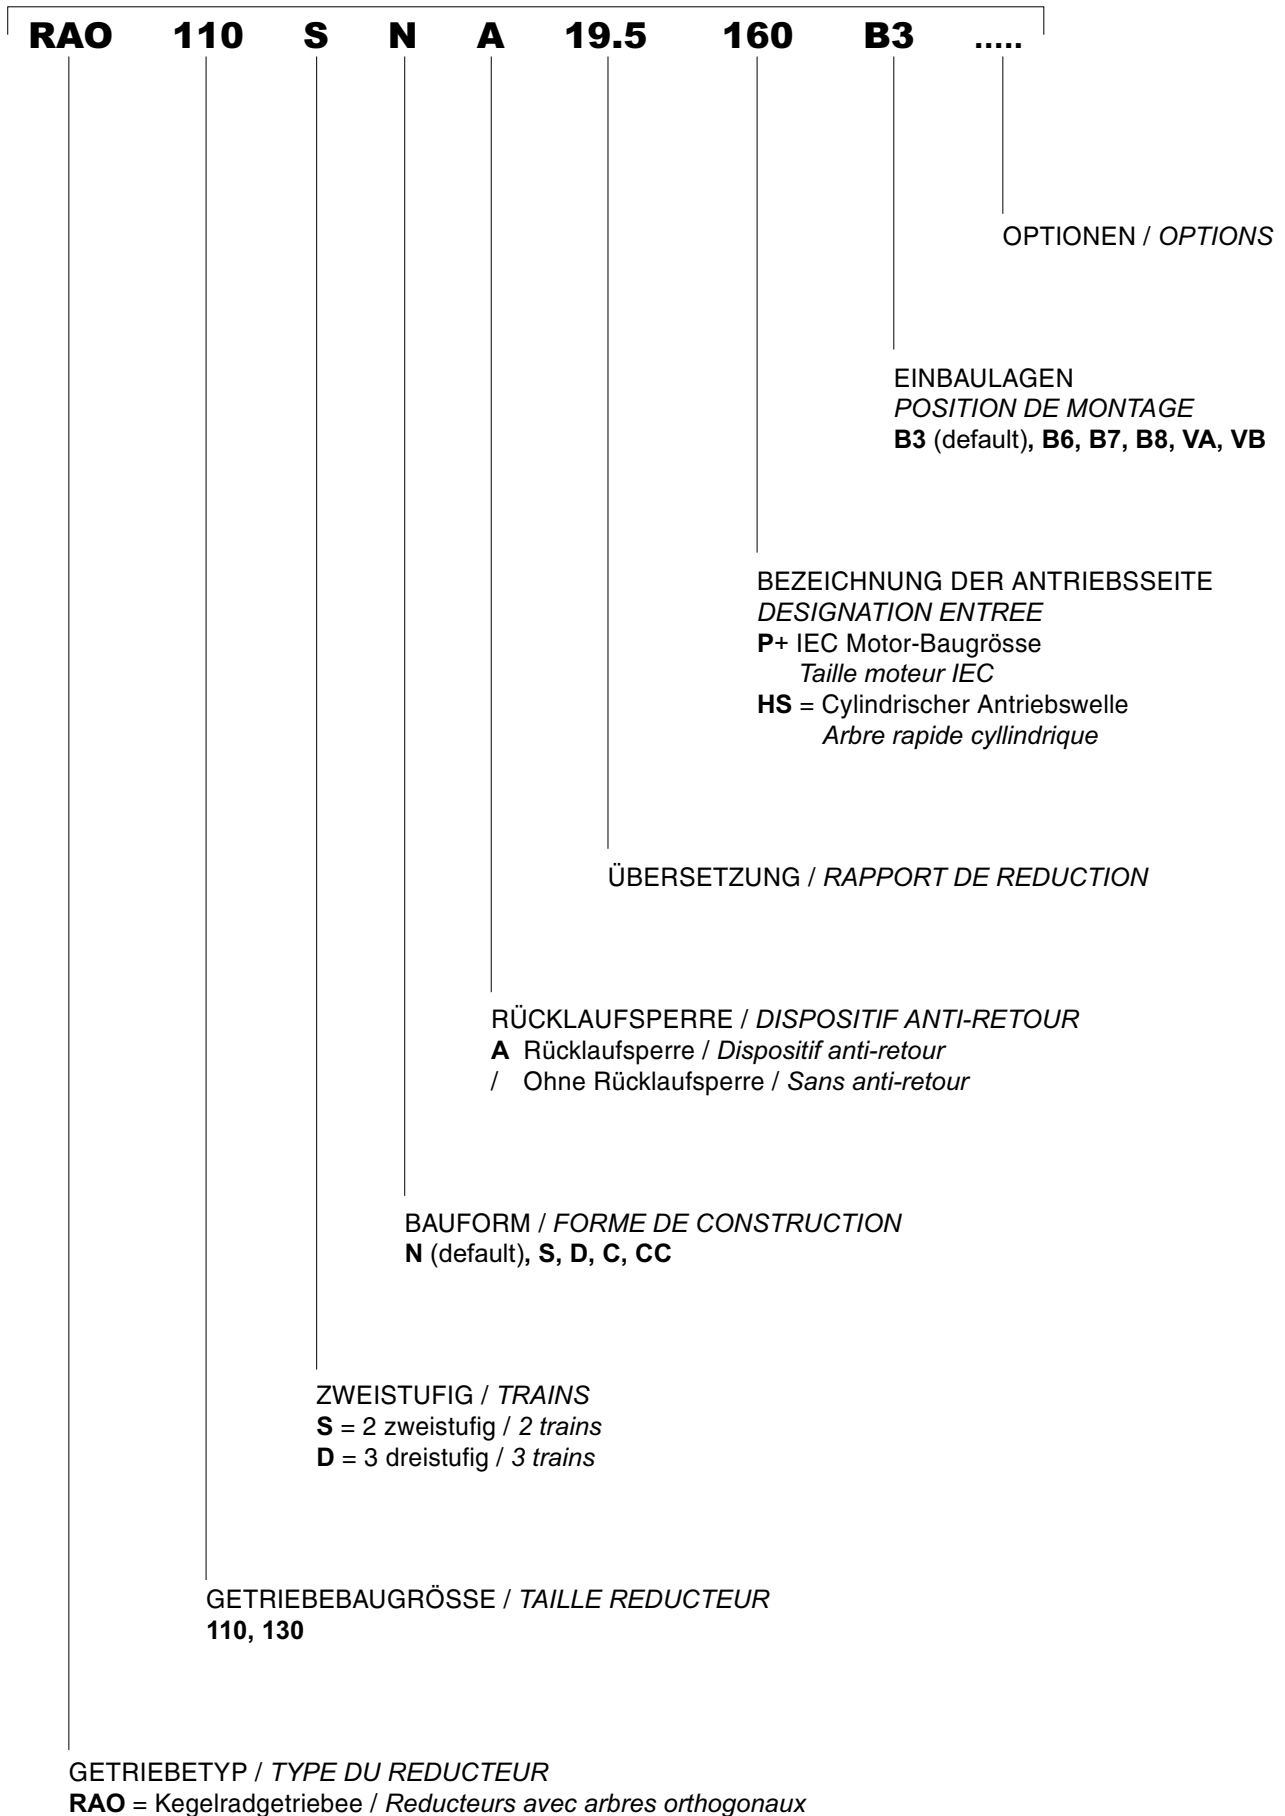 RAO 110 S N A 19.5 160 B3 .....
OPTIONEN / OPTIONS
EINBAULAGEN
POSITION DE MONTAGE
B3 (default), B6, B7, B8, VA, VB
BEZEICHNUNG DER ANTRIEBSSEITE
DESIGNATION ENTREE
P+ IEC Motor-Baugrösse
Taille moteur IEC
HS = Cylindrischer Antriebswelle
Arbre rapide cyllindrique
ÜBERSETZUNG / RAPPORT DE REDUCTION
RÜCKLAUFSPERRE / DISPOSITIF ANTI-RETOUR
A Rücklaufsperre / Dispositif anti-retour
/ Ohne Rücklaufsperre / Sans anti-retour
BAUFORM / FORME DE CONSTRUCTION
N (default), S, D, C, CC
ZWEISTUFIG / TRAINS
S = 2 zweistufig / 2 trains
D = 3 dreistufig / 3 trains
GETRIEBEBAUGRÖSSE / TAILLE REDUCTEUR
110, 130
GETRIEBETYP / TYPE DU REDUCTEUR
RAO = Kegelradgetriebee / Reducteurs avec arbres orthogonaux